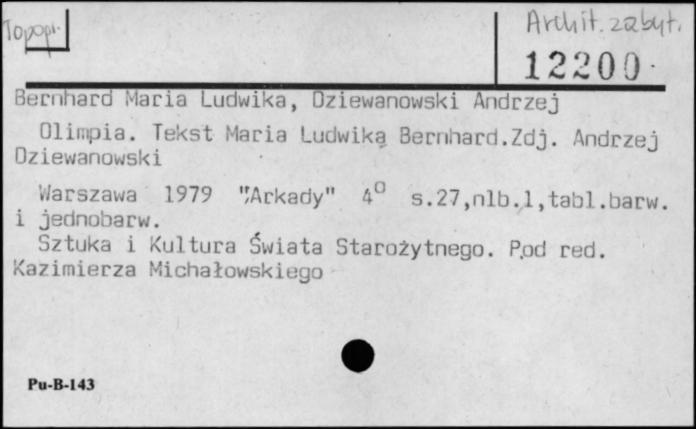 Topogr.
Archit. zabyt.
12200
Bernhard Maria Ludwika, Dziewanowski Andrzej
Olimpia. Tekst Maria Ludwika Bernhard.Zdj. Andrzej
Dziewanowski
Warszawa 1979 "Arkady" 4° s.27,nlb.1,tabl.barw.
i jednobarw.
Sztuka i Kultura Świata Starożytnego. Pod red.
Kazimierza Michałowskiego
Pu-B-143